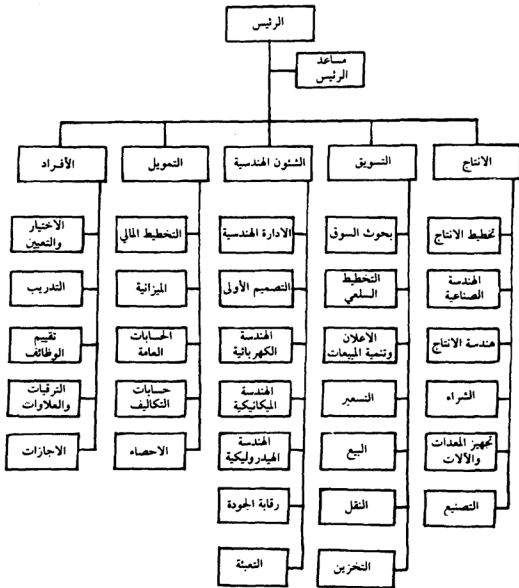 الرئيس
مساعد
الرئيس
الانتاج
التسويق
الشئون الهندسية
التمويل
الأفراد
تخطيط الانتاج
الهندسة
الصناعية
هندسة الانتاج
الشراء
تجهيز المعدات
والآلات
التصنيع
بحوث السوق
التخطيط
السلعي
الاعلان
وتنمية المبيعات
التسعير
البيع
النقل
التخزين
الادارة الهندسية
التصميم الأولى
الهندسة
الكهربائية
الهندسة
الميكانيكية
الهندسة
الهيدروليكية
رقابة الجودة
التعبئة
التخطيط المالي
الميزانية
الحسابات
العامة
حسابات
التكاليف
الاحصاء
الاختيار
والتعيين
التدريب
تقييم
الوظائف
الترقيات
والعلاوات
الاجازات